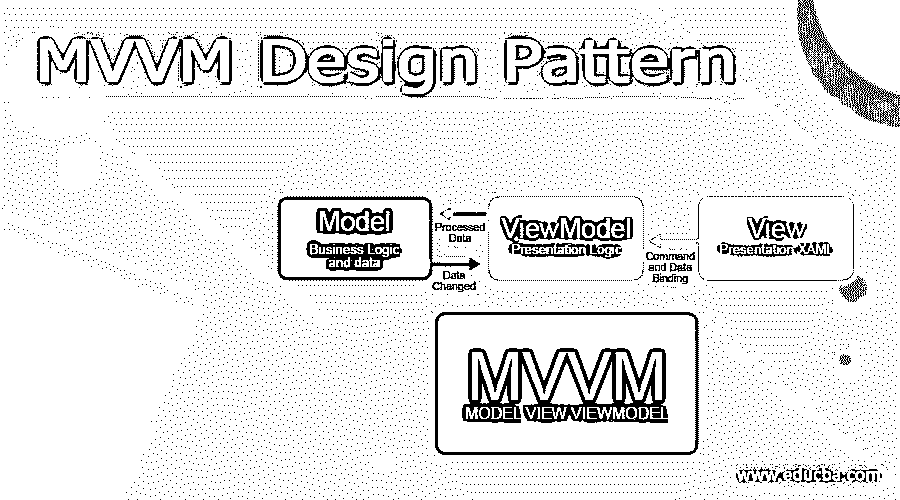 MVVM Design Pattern
Model
Business Logic
and data
Processed
Data
Data
Changed
ViewModel
Presentation Logic
Command
and Data
Binding
View
Presentation XAML
MVVM
MODEL VIEW VIEWMODEL
www.educba.com